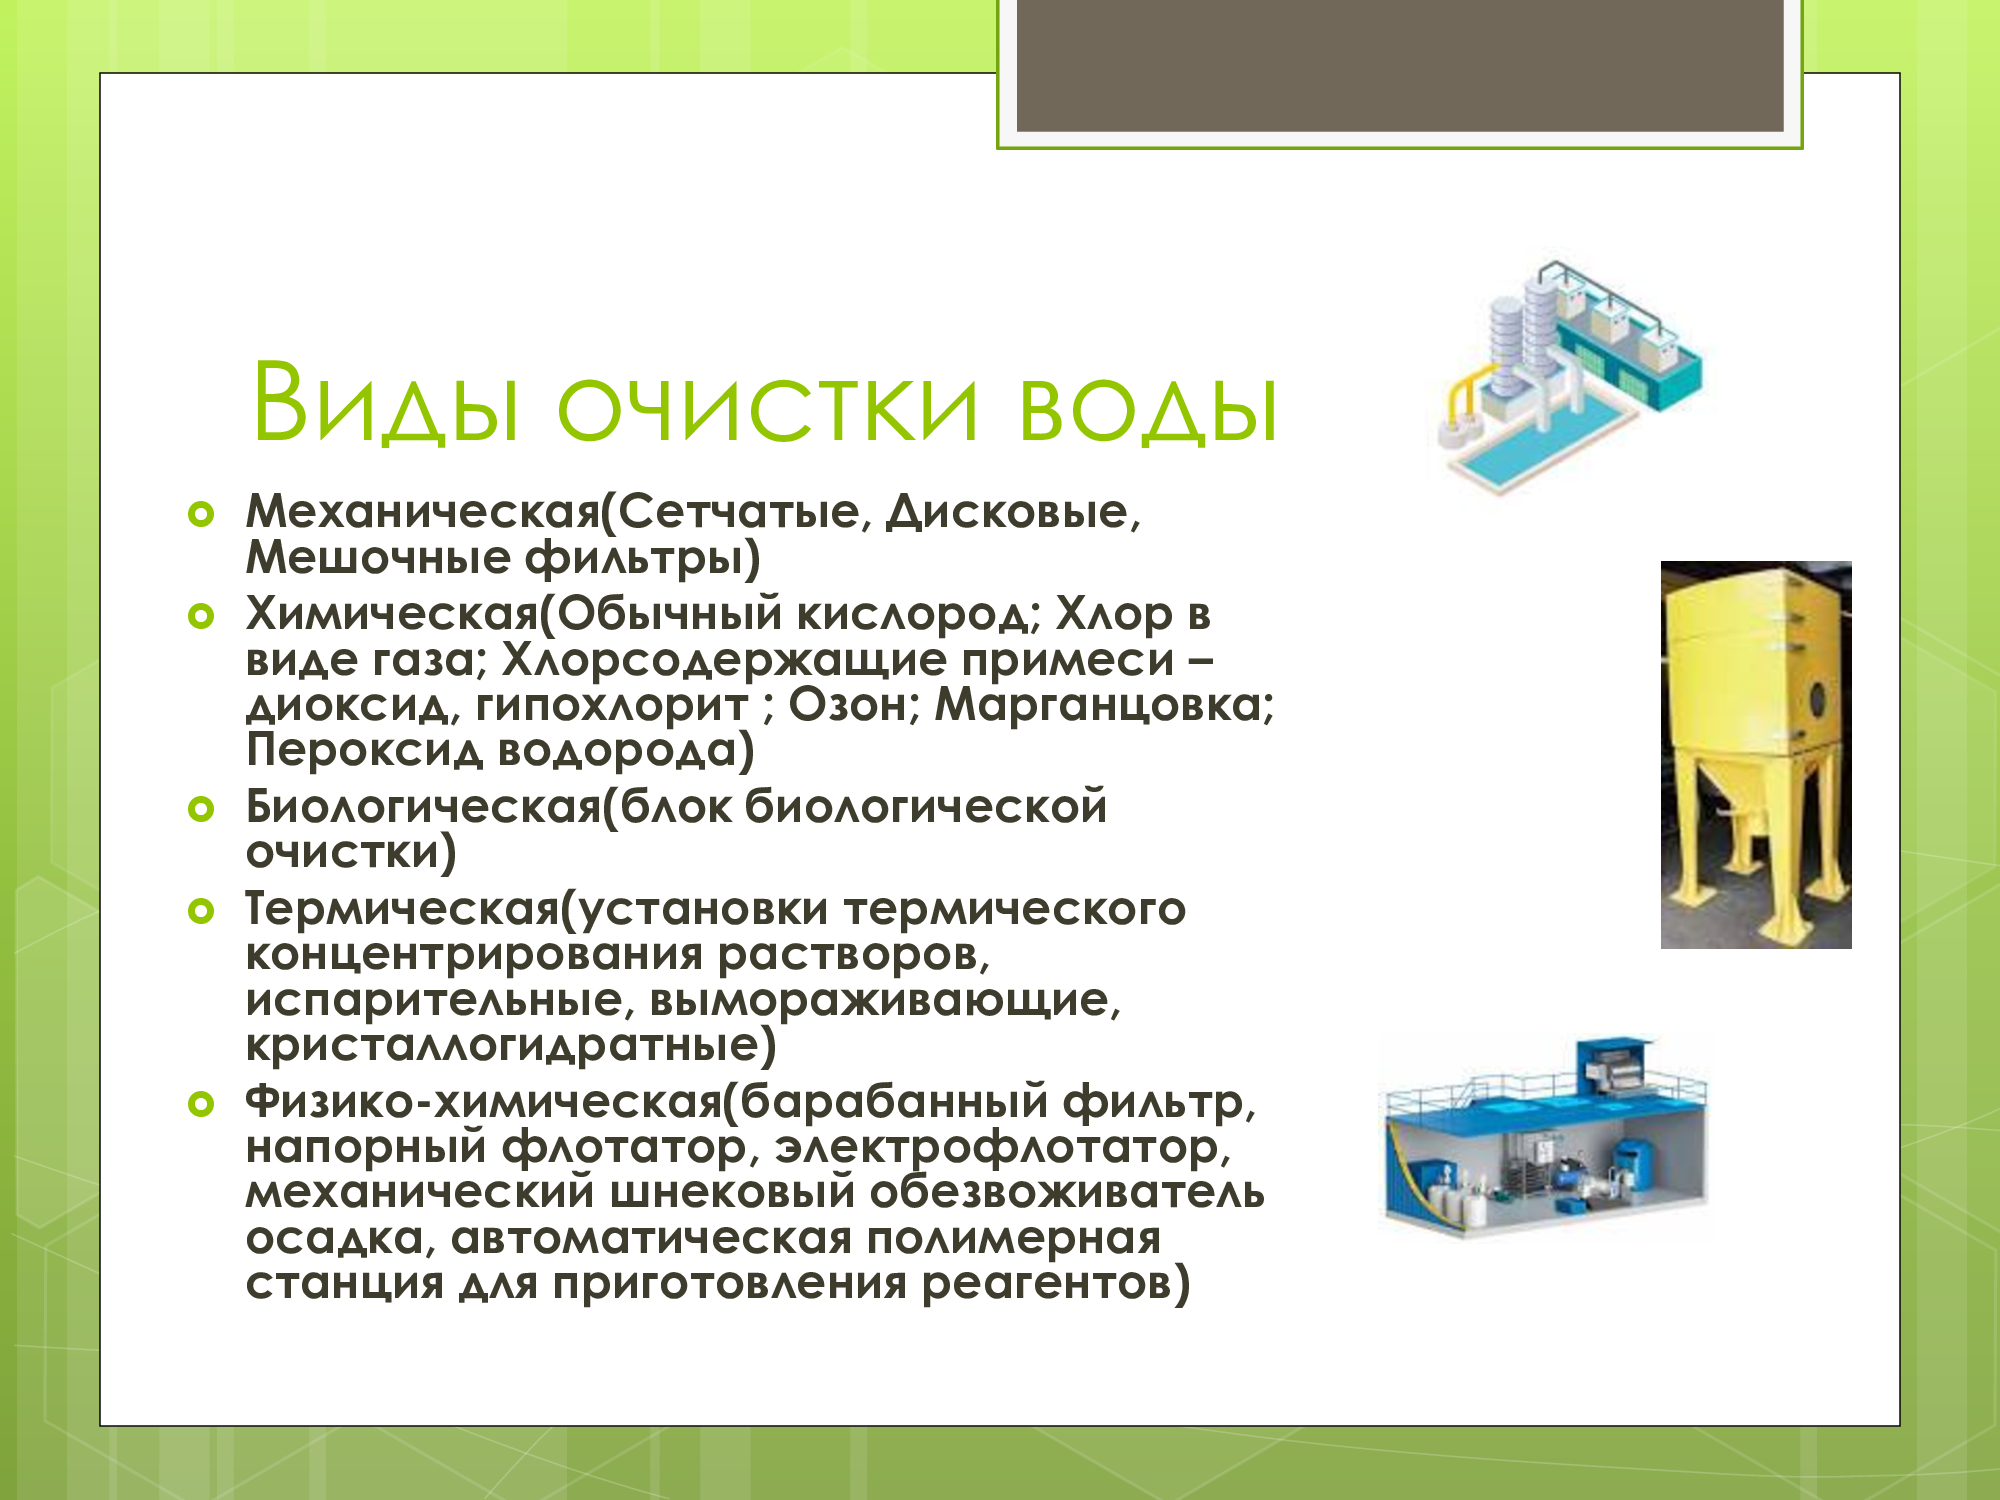 Виды очистки воды
Механическая(Сетчатые, Дисковые,
Мешочные фильтры)
Химическая(Обычный кислород; Хлор в
виде газа; Хлорсодержащие примеси –
диоксид, гипохлорит ; Озон; Марганцовка;
Пероксид водорода)
Биологическая(блок биологической
очистки)
Термическая(установки термического
концентрирования растворов,
испарительные, вымораживающие,
кристаллогидратные)
Физико-химическая(барабанный фильтр,
напорный флотатор, электрофлотатор,
механический шнековый обезвоживатель
осадка, автоматическая полимерная
станция для приготовления реагентов)